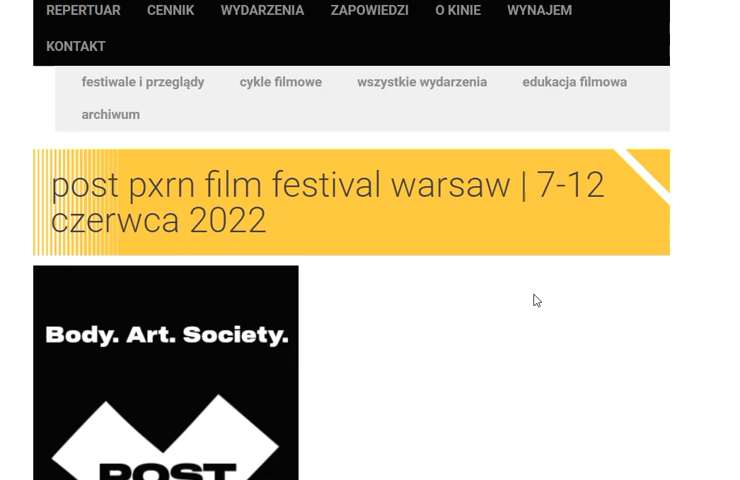 REPERTUAR CENNIK WYDARZENIA ZAPOWIEDZI O KINIE WYNAJEM
KONTAKT
festiwale i przeglądy cykle filmowe wszystkie wydarzenia edukacja filmowa
archiwum
post pxrn film festival warsaw | 7-12
czerwca 2022
Body. Art. Society.
POST